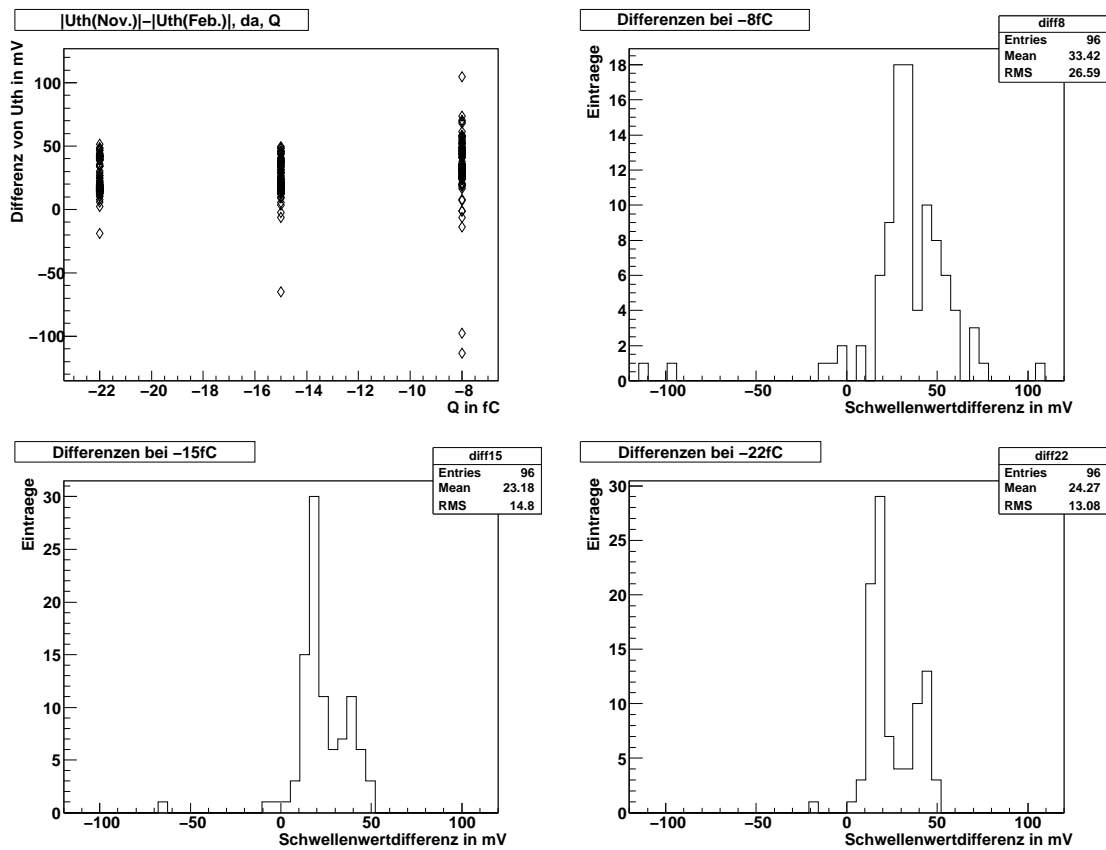 |Uth(Nov.)|−|Uth(Feb.)|, da, Q
Differenz von Uth in mV
100
50
0
−50
−100
−22 −20 −18 −16 −14 −12 −10 −8
Q in fC
Differenzen bei −8fC
diff8
Entries 96
Mean 33.42
RMS 26.59
Eintraege
18
16
14
12
10
8
6
4
2
0
−100 −50 0 50 100
Schwellenwertdifferenz in mV
Differenzen bei −15fC
diff15
Entries 96
Mean 23.18
RMS 14.8
Eintraege
30
25
20
15
10
5
0
−100 −50 0 50 100
Schwellenwertdifferenz in mV
Differenzen bei −22fC
diff22
Entries 96
Mean 24.27
RMS 13.08
Eintraege
30
25
20
15
10
5
0
−100 −50 0 50 100
Schwellenwertdifferenz in mV